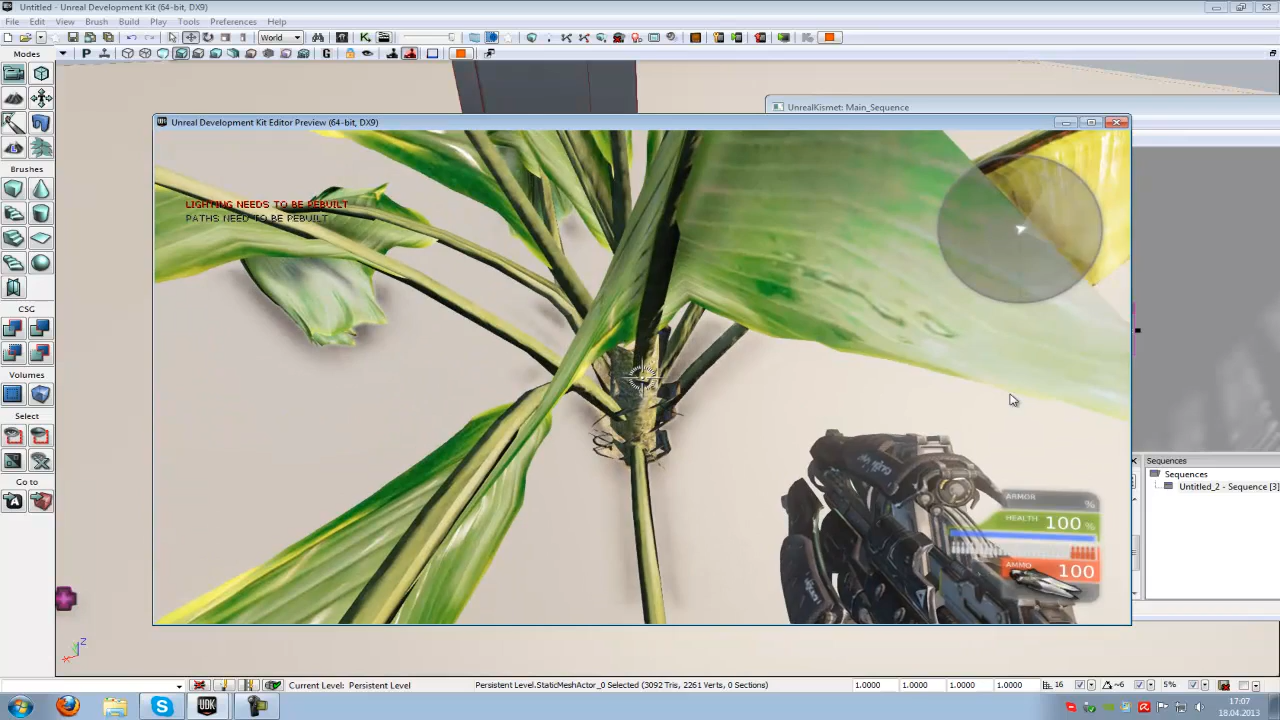 Untitled - Unreal Development Kit (64-bit, DX9)
File Edit View Brush Build Play Tools Preferences Help
World
Modes
UnrealKismet: Main_Sequence
Unreal Development Kit Editor Preview (64-bit, DX9)
Brushes
LIGHTING NEEDS TO BE REBUILT
PATHS NEED TO BE REBUILT
CSG
Volumes
Select
Sequences
Sequences
Untitled_2 - Sequence [3]
Go to
ARMOR %
HEALTH 100 %
AMMO 100
Z
X
Current Level: Persistent Level
Persistent Level.StaticMeshActor_0 Selected (3092 Tris, 2261 Verts, 0 Sections)
1.0000 1.0000 1.0000 1.0000
16
5%
UDK
17:07
18.04.2013